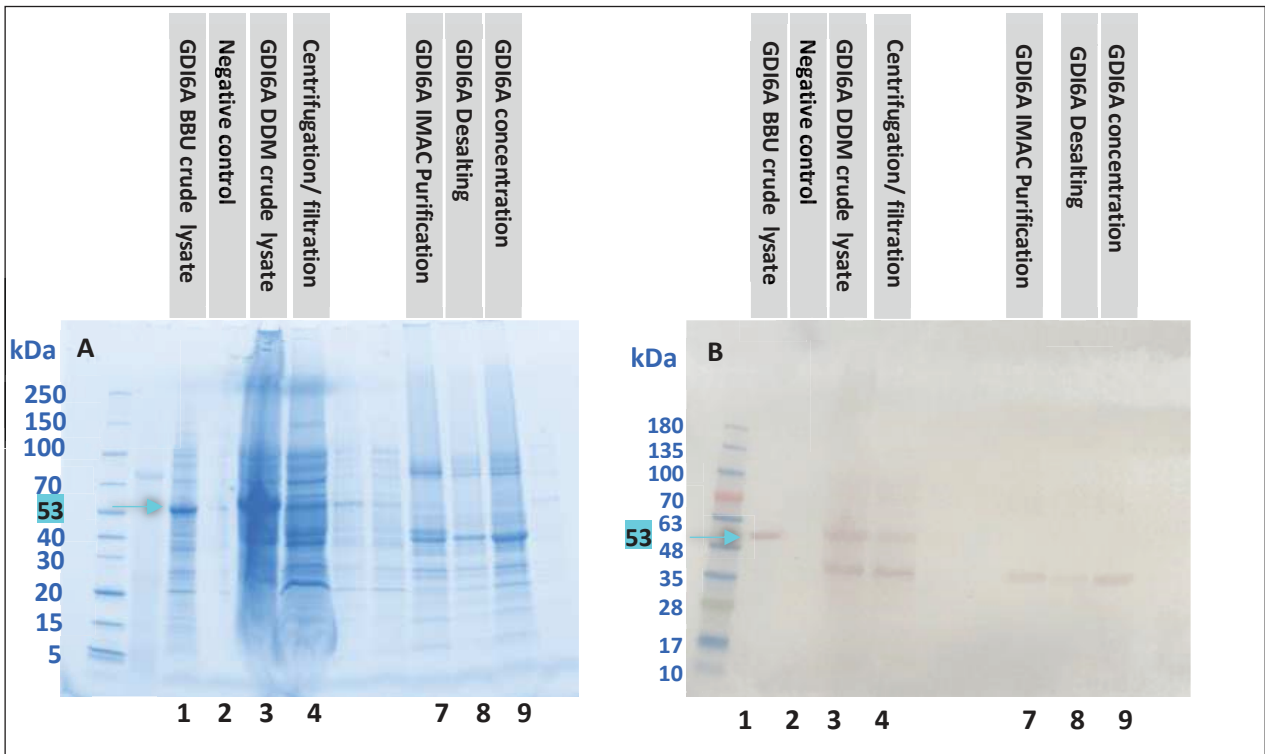 GDI6A BBU crude lysate
Negative control
GDI6A DDM crude lysate
Centrifugation/ filtration
GDI6A IMAC Purification
GDI6A Desalting
GDI6A concentration
GDI6A BBU crude lysate
Negative control
GDI6A DDM crude lysate
Centrifugation/ filtration
GDI6A IMAC Purification
GDI6A Desalting
GDI6A concentration
kDa
A
250
150
100
70
53
40
30
20
15
5
1 2 3 4 7 8 9
kDa
B
180
135
100
70
63
53
48
35
28
17
10
1 2 3 4 7 8 9